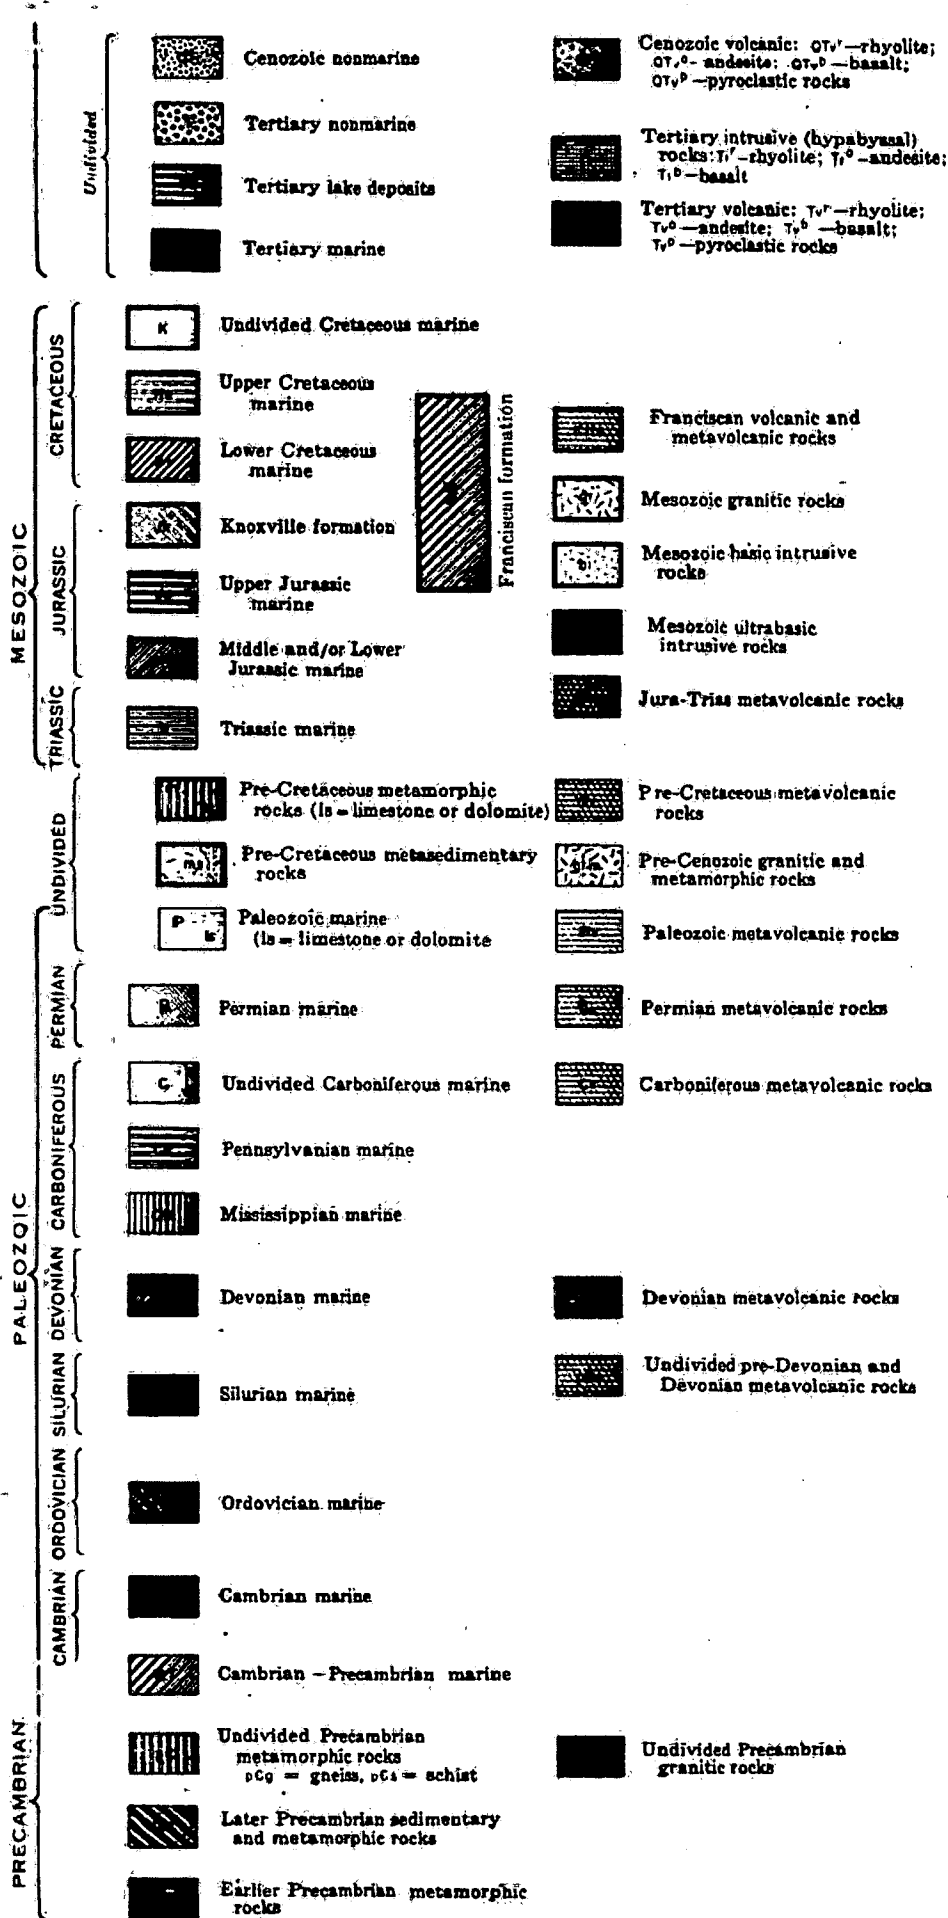 Undivided
Cenozoic nonmarine
Tertiary nonmarine
Tertiary lake deposits
Tertiary marine
Cenozoic volcanic: QTvr—rhyolite;
andesite; —basalt;
—pyroclastic rocks
Tertiary intrusive (hypabyssal)
rocks: Tir—rhyolite; —andesite;
—basalt
Tertiary volcanic: Tvr—rhyolite;
—andesite; Tvb—basalt;
Tvp—pyroclastic rocks
MESOZOIC
CRETACEOUS
K
Undivided Cretaceous marine
Upper Cretaceous
marine
Lower Cretaceous
marine
JURASSIC
Knoxville formation
Upper Jurassic
marine
Middle and/or Lower
Jurassic marine
TRIASSIC
Triassic marine
Franciscan formation
Franciscan volcanic and
metavolcanic rocks
Mesozoic granitic rocks
bi
Mesozoic basic intrusive
rocks
Mesozoic ultrabasic
intrusive rocks
Jura-Trias metavolcanic rocks
UNDIVIDED
Pre-Cretaceous metamorphic
rocks (ls = limestone or dolomite)
Pre-Cretaceous metasedimentary
rocks
P
ls
Paleozoic marine
(ls = limestone or dolomite
Pre-Cretaceous metavolcanic
rocks
Pre-Cenozoic granitic and
metamorphic rocks
Paleozoic metavolcanic rocks
PALEOZOIC
PERMIAN
Permian marine
Permian metavolcanic rocks
CARBONIFEROUS
C
Undivided Carboniferous marine
Carboniferous metavolcanic rocks
Pennsylvanian marine
Mississippian marine
DEVONIAN
Devonian marine
Devonian metavolcanic rocks
Undivided pre-Devonian and
Devonian metavolcanic rocks
SILURIAN
Silurian marine
ORDOVICIAN
Ordovician marine
CAMBRIAN
Cambrian marine
Cambrian – Precambrian marine
PRECAMBRIAN
Undivided Precambrian
metamorphic rocks
pCg = gneiss, pCs = schist
Undivided Precambrian
granitic rocks
Later Precambrian sedimentary
and metamorphic rocks
Earlier Precambrian metamorphic
rocks